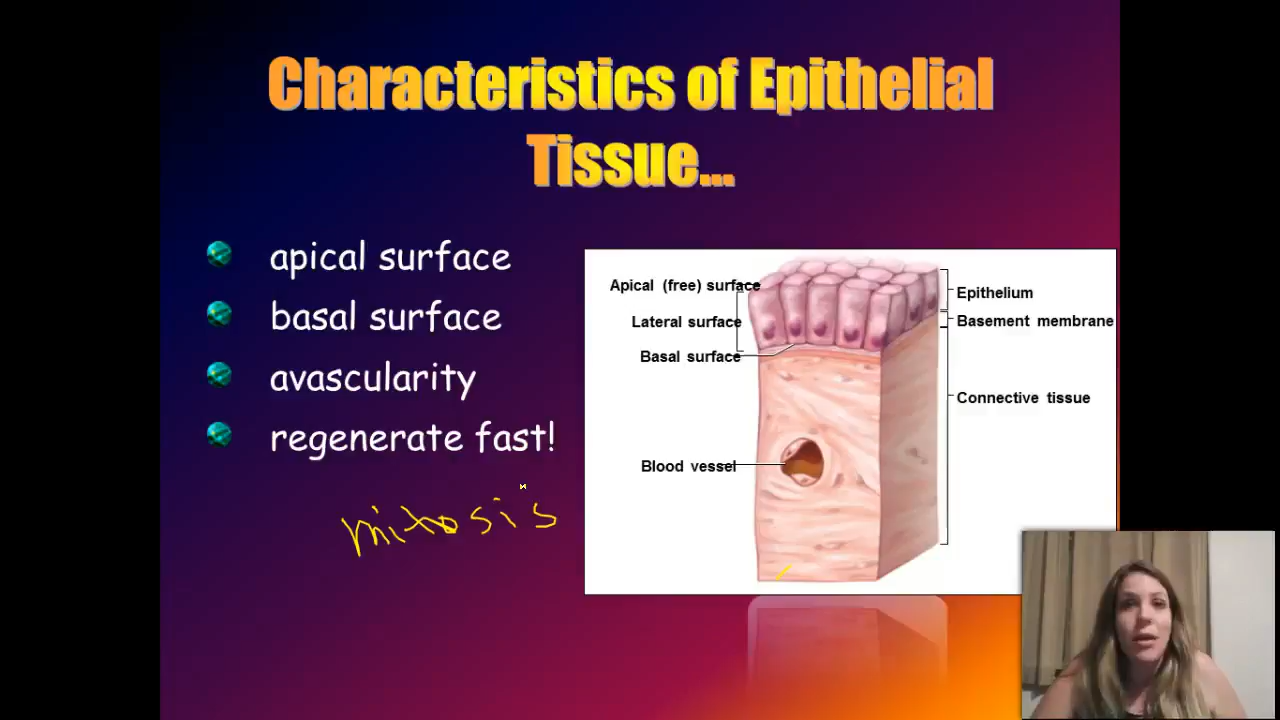 Characteristics of Epithelial
Tissue...
apical surface
basal surface
avascularity
regenerate fast!
mitosis
Apical (free) surface
Lateral surface
Basal surface
Blood vessel
Epithelium
Basement membrane
Connective tissue